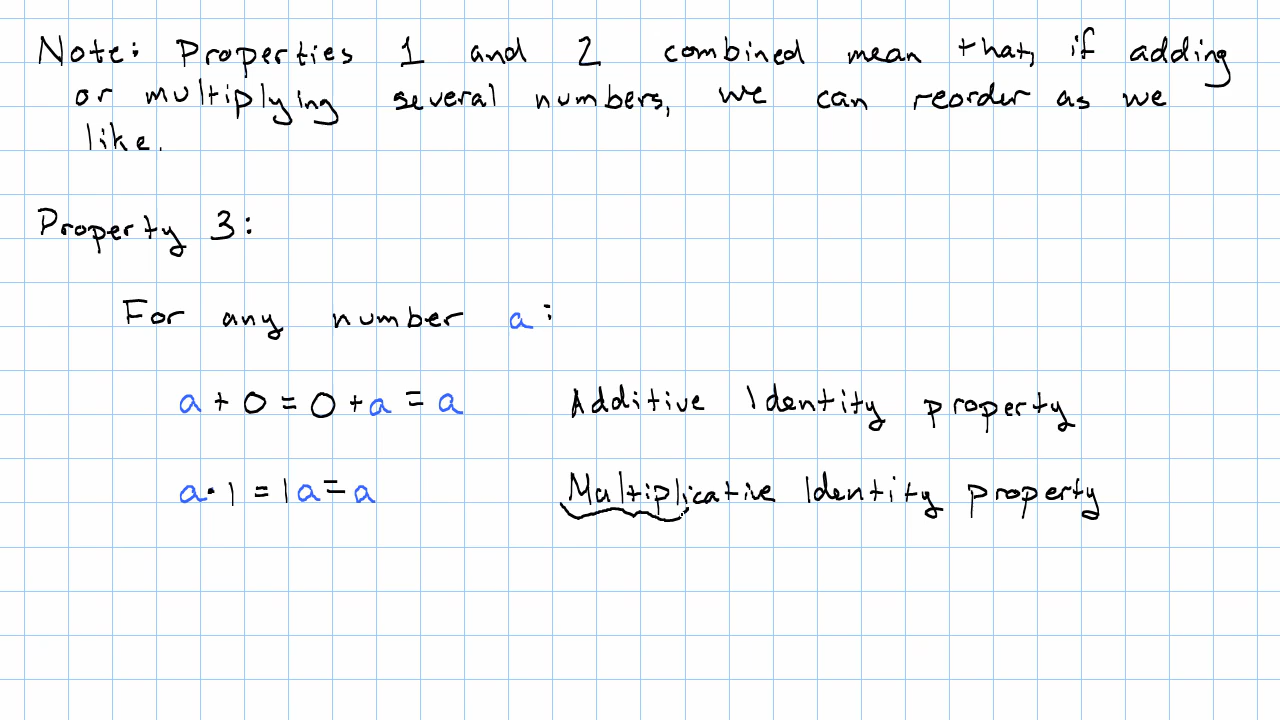 Note: Properties 1 and 2 combined mean that, if adding
or multiplying several numbers, we can reorder as we
like.
Property 3:
For any number a:
a + 0 = 0 + a = a Additive Identity property
a · 1 = 1a = a Multiplicative Identity property